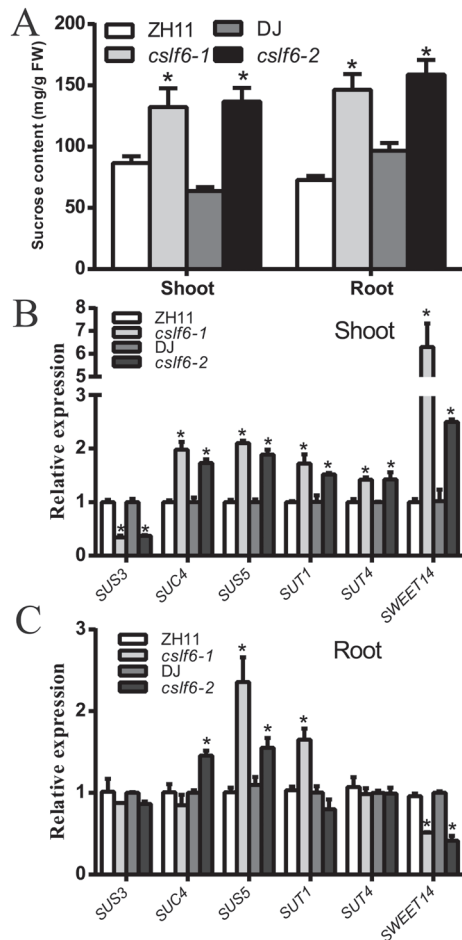 A
ZH11 DJ
cslf6-1 cslf6-2
Sucrose content (mg/g FW)
200
150
100
50
0
* * * *
Shoot Root
B
ZH11
cslf6-1
DJ
cslf6-2
Shoot
Relative expression
8
7
6
5
3
2
1
0
* * * * * * * * * * * *
SUS3 SUC4 SUS5 SUT1 SUT4 SWEET14
C
ZH11
cslf6-1
DJ
cslf6-2
Root
Relative expression
3
2
1
0
* * * * * *
SUS3 SUC4 SUS5 SUT1 SUT4 SWEET14